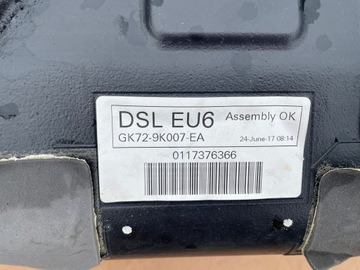 DSL EU6 Assembly OK
GK72-9K007-EA 24-June-17 08:14
0117376366